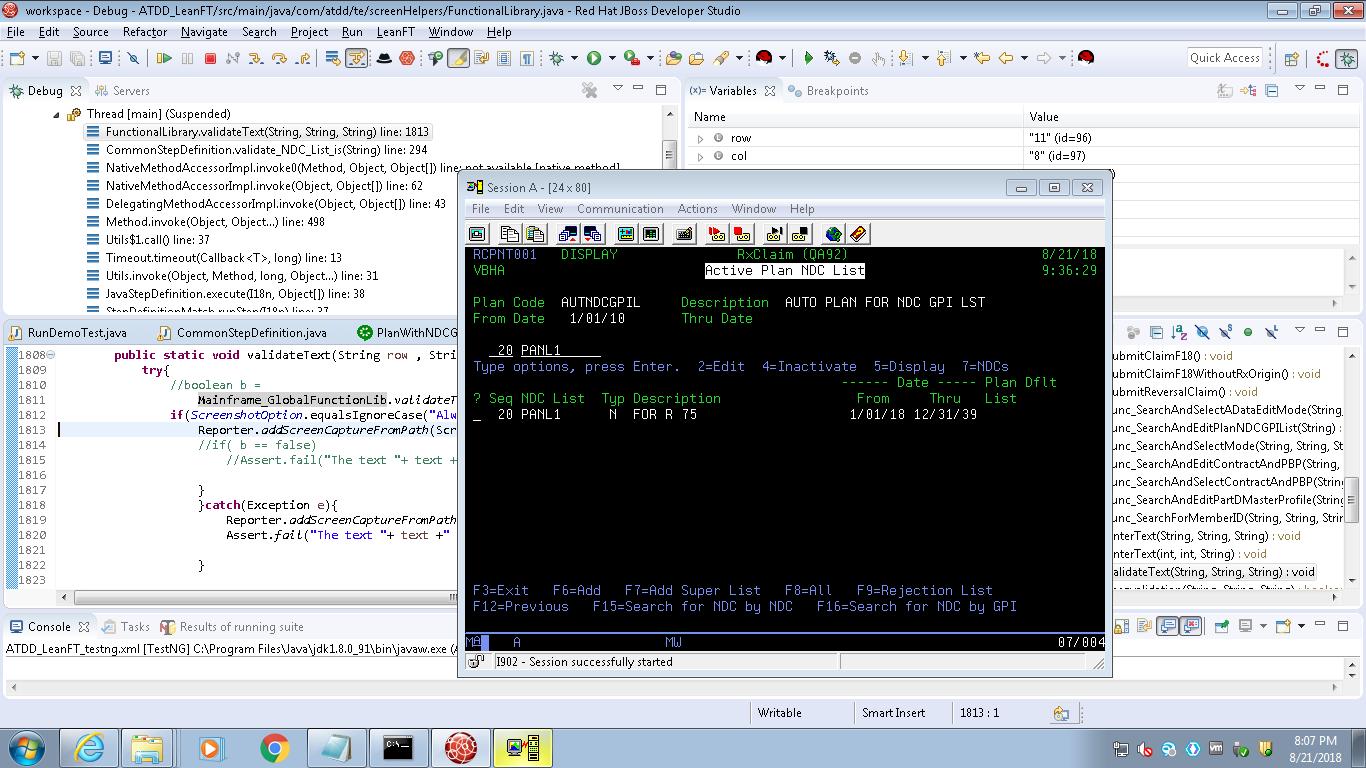 workspace - Debug - ATDD_LeanFT/src/main/java/com/atdd/te/screenHelpers/FunctionalLibrary.java - Red Hat JBoss Developer Studio
File Edit Source Refactor Navigate Search Project Run LeanFT Window Help
Quick Access
Debug Servers
Thread [main] (Suspended)
FunctionalLibrary.validateText(String, String, String) line: 1813
CommonStepDefinition.validate_NDC_List_is(String) line: 294
NativeMethodAccessorImpl.invoke0(Method, Object, Object[]) line: not available [native method]
NativeMethodAccessorImpl.invoke(Object, Object[]) line: 62
DelegatingMethodAccessorImpl.invoke(Object, Object[]) line: 43
Method.invoke(Object, Object...) line: 498
Utils$1.call() line: 37
Timeout.timeout(Callback<T>, long) line: 13
Utils.invoke(Object, Method, long, Object...) line: 31
JavaStepDefinition.execute(I18n, Object[]) line: 38
StepDefinitionMatch.runStep(I18n) line: 37
(x)= Variables Breakpoints
Name Value
row "11" (id=96)
col "8" (id=97)
Session A - [24 x 80]
File Edit View Communication Actions Window Help
RCPNT001 DISPLAY RxClaim (QA92) 8/21/18
VBHA Active Plan NDC List 9:36:29
Plan Code AUTNDCGPIL Description AUTO PLAN FOR NDC GPI LST
From Date 1/01/10 Thru Date
20 PANL1
Type options, press Enter. 2=Edit 4=Inactivate 5=Display 7=NDCs
------ Date ----- Plan Dflt
? Seq NDC List Typ Description From Thru List
_ 20 PANL1 N FOR R 75 1/01/18 12/31/39
F3=Exit F6=Add F7=Add Super List F8=All F9=Rejection List
F12=Previous F15=Search for NDC by NDC F16=Search for NDC by GPI
MA A MW 07/004
I902 - Session successfully started
RunDemoTest.java CommonStepDefinition.java PlanWithNDCG
1808 public static void validateText(String row , Strin
1809 try{
1810 //boolean b =
1811 Mainframe_GlobalFunctionLib.validateT
1812 if(ScreenshotOption.equalsIgnoreCase("Alw
1813 Reporter.addScreenCaptureFromPath(Scr
1814 //if( b == false)
1815 //Assert.fail("The text "+ text +
1816
1817 }
1818 }catch(Exception e){
1819 Reporter.addScreenCaptureFromPath
1820 Assert.fail("The text "+ text +"
1821
1822 }
1823
ubmitClaimF18() : void
ubmitClaimF18WithoutRxOrigin() : void
ubmitReversalClaim() : void
unc_SearchAndSelectADataEditMode(String,
unc_SearchAndEditPlanNDCGPIList(String) :
unc_SearchAndSelectMode(String, String, St
unc_SearchAndEditContractAndPBP(String,
unc_SearchAndSelectContractAndPBP(String
unc_SearchAndEditPartDMasterProfile(String
unc_SearchForMemberID(String, String, Strin
nterText(String, String, String) : void
nterText(int, int, String) : void
alidateText(String, String, String) : void
Console Tasks Results of running suite
ATDD_LeanFT_testng.xml [TestNG] C:\Program Files\Java\jdk1.8.0_91\bin\javaw.exe (A
Writable Smart Insert 1813 : 1
8:07 PM
8/21/2018